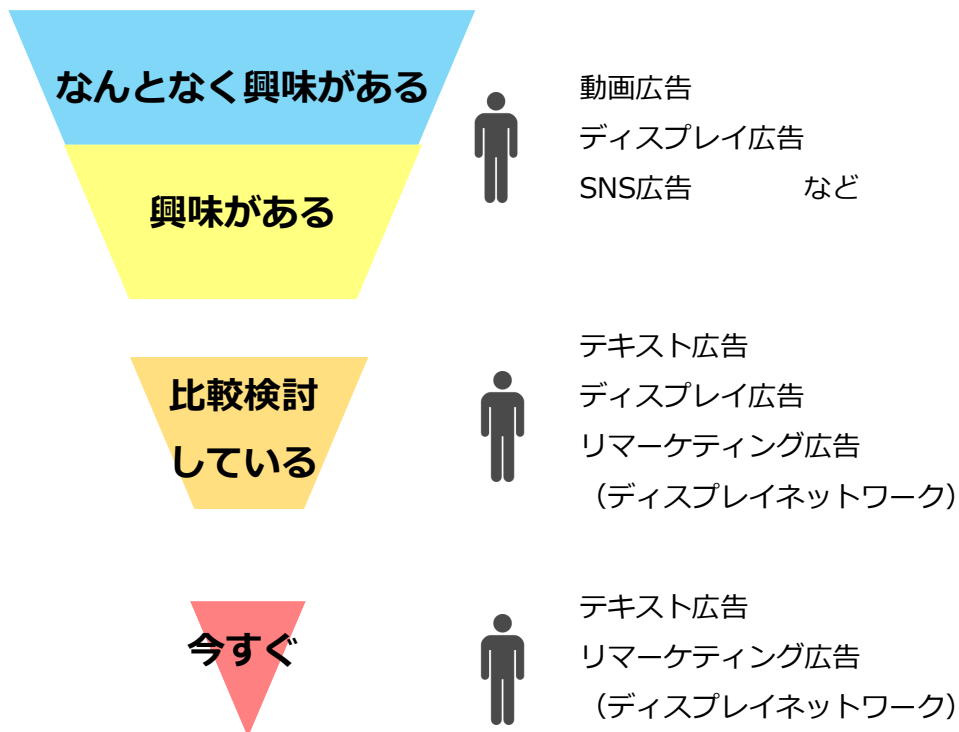 なんとなく興味がある
動画広告
ディスプレイ広告
SNS広告 など
興味がある
比較検討
している
テキスト広告
ディスプレイ広告
リマーケティング広告
（ディスプレイネットワーク）
今すぐ
テキスト広告
リマーケティング広告
（ディスプレイネットワーク）